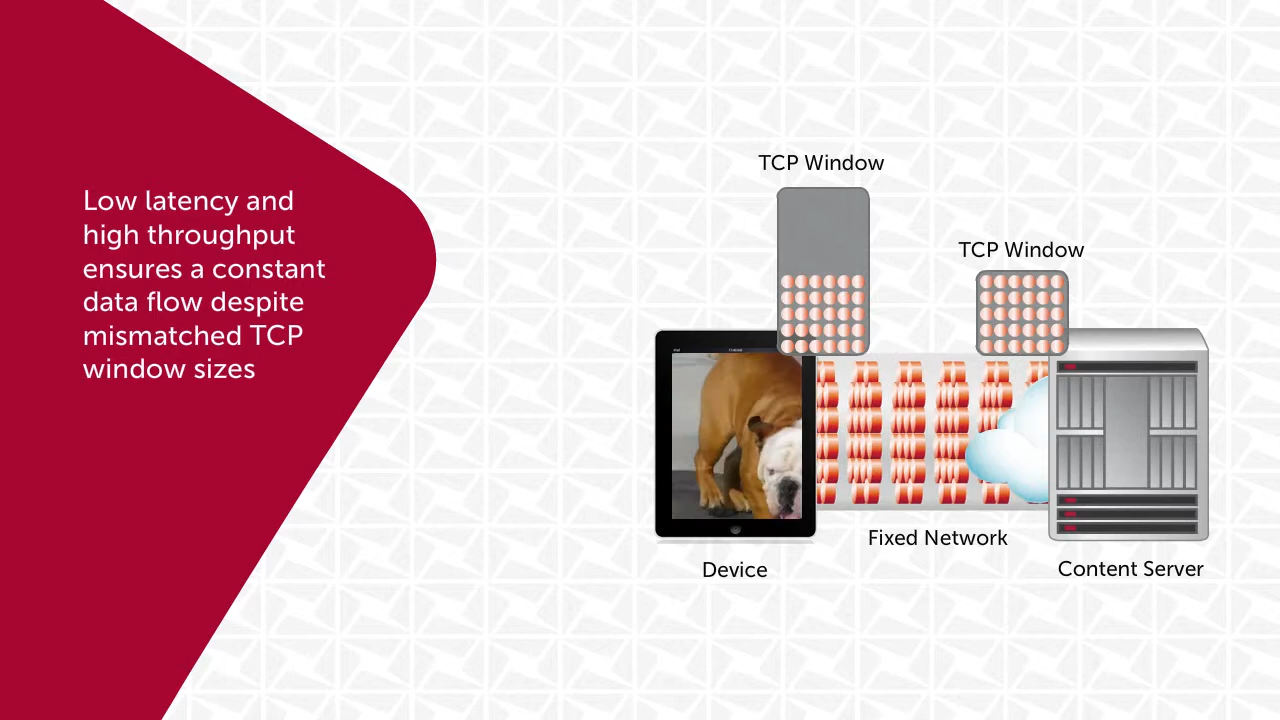 Low latency and
high throughput
ensures a constant
data flow despite
mismatched TCP
window sizes
TCP Window
TCP Window
Fixed Network
Device
Content Server